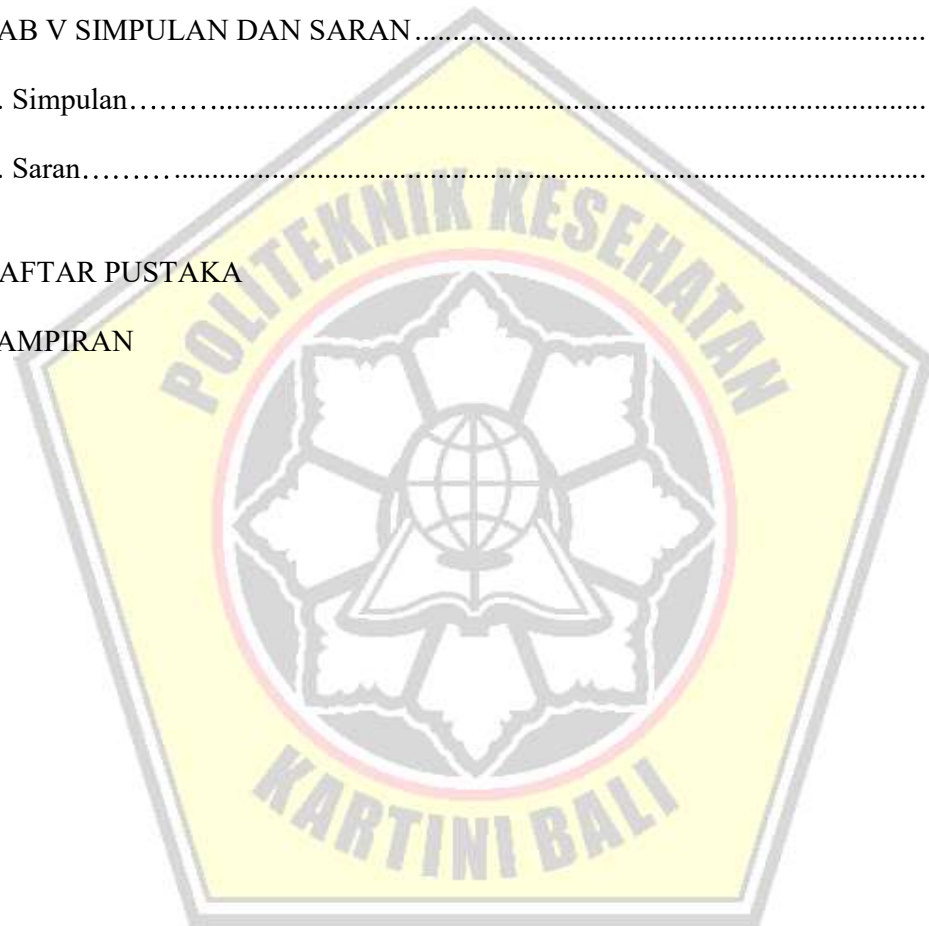 AB V SIMPULAN DAN SARAN................................................................
. Simpulan................................................................
. Saran................................................................
AFTAR PUSTAKA
AMPIRAN
POLITEKNIK KESEHATAN
KARTINI BALI